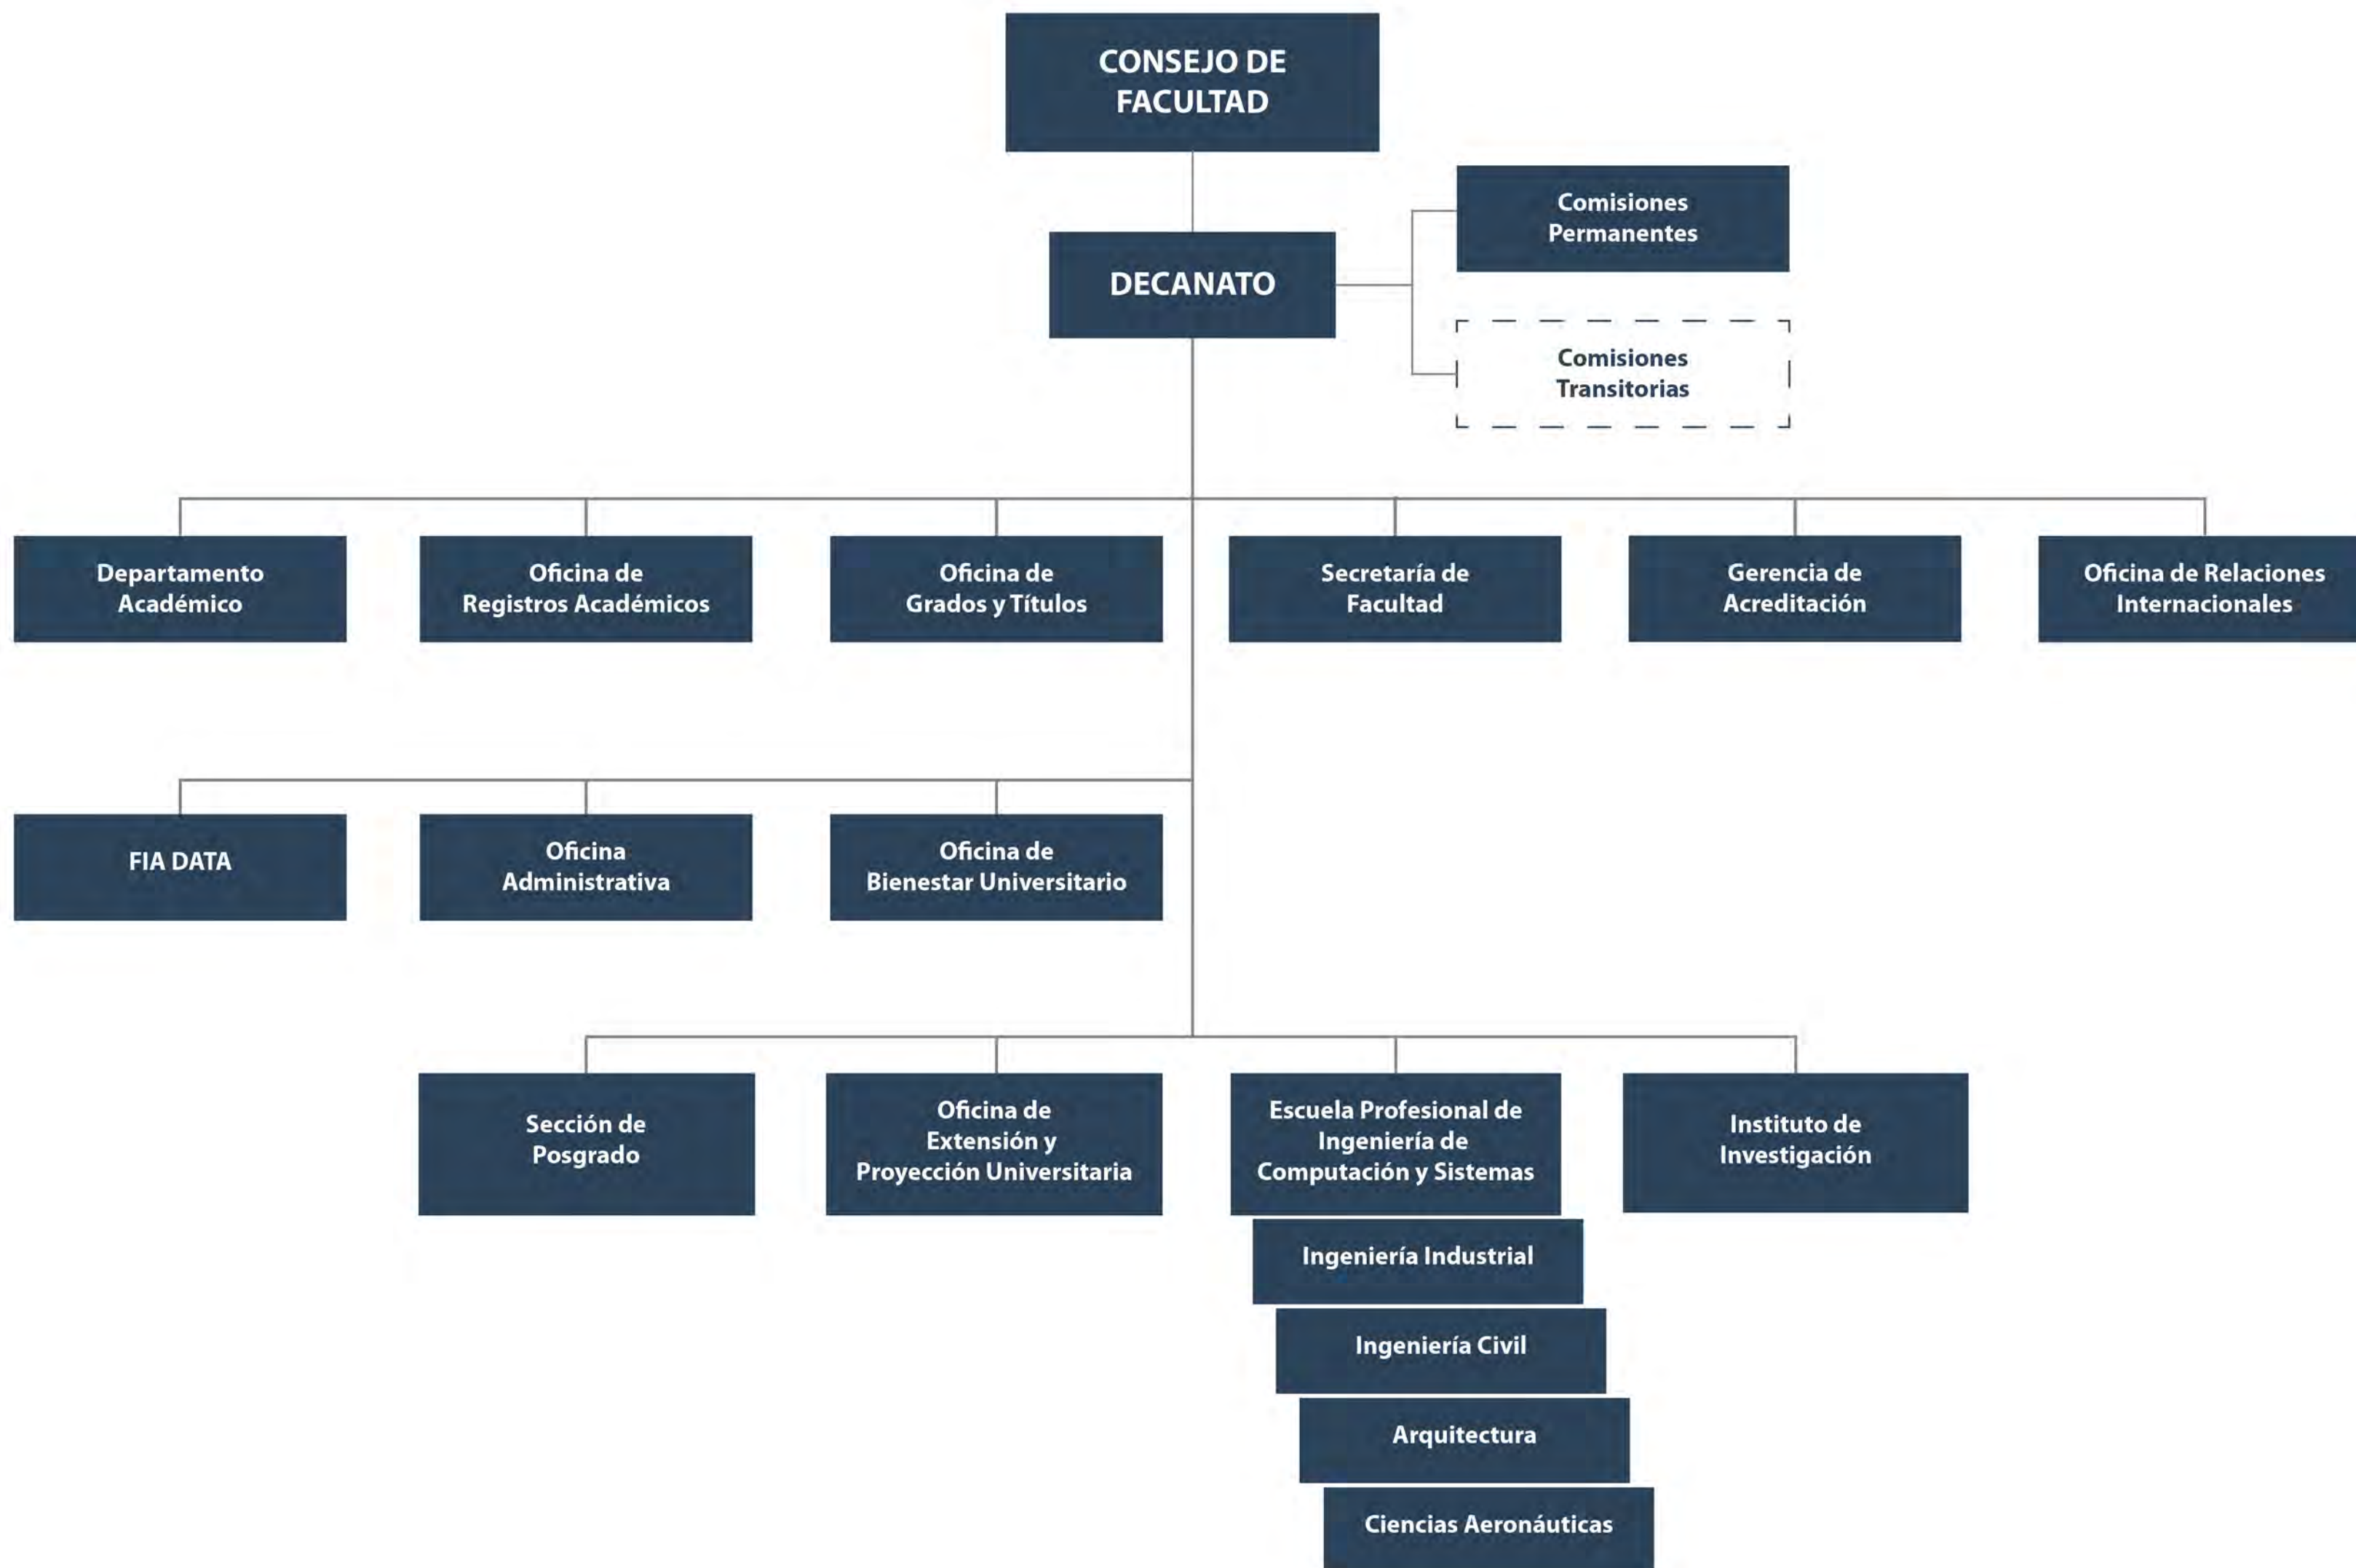 CONSEJO DE
FACULTAD
Comisiones
Permanentes
DECANATO
Comisiones
Transitorias
Departamento
Académico
Oficina de
Registros Académicos
Oficina de
Grados y Títulos
Secretaría de
Facultad
Gerencia de
Acreditación
Oficina de Relaciones
Internacionales
FIA DATA
Oficina
Administrativa
Oficina de
Bienestar Universitario
Sección de
Posgrado
Oficina de
Extensión y
Proyección Universitaria
Escuela Profesional de
Ingeniería de
Computación y Sistemas
Instituto de
Investigación
Ingeniería Industrial
Ingeniería Civil
Arquitectura
Ciencias Aeronáuticas